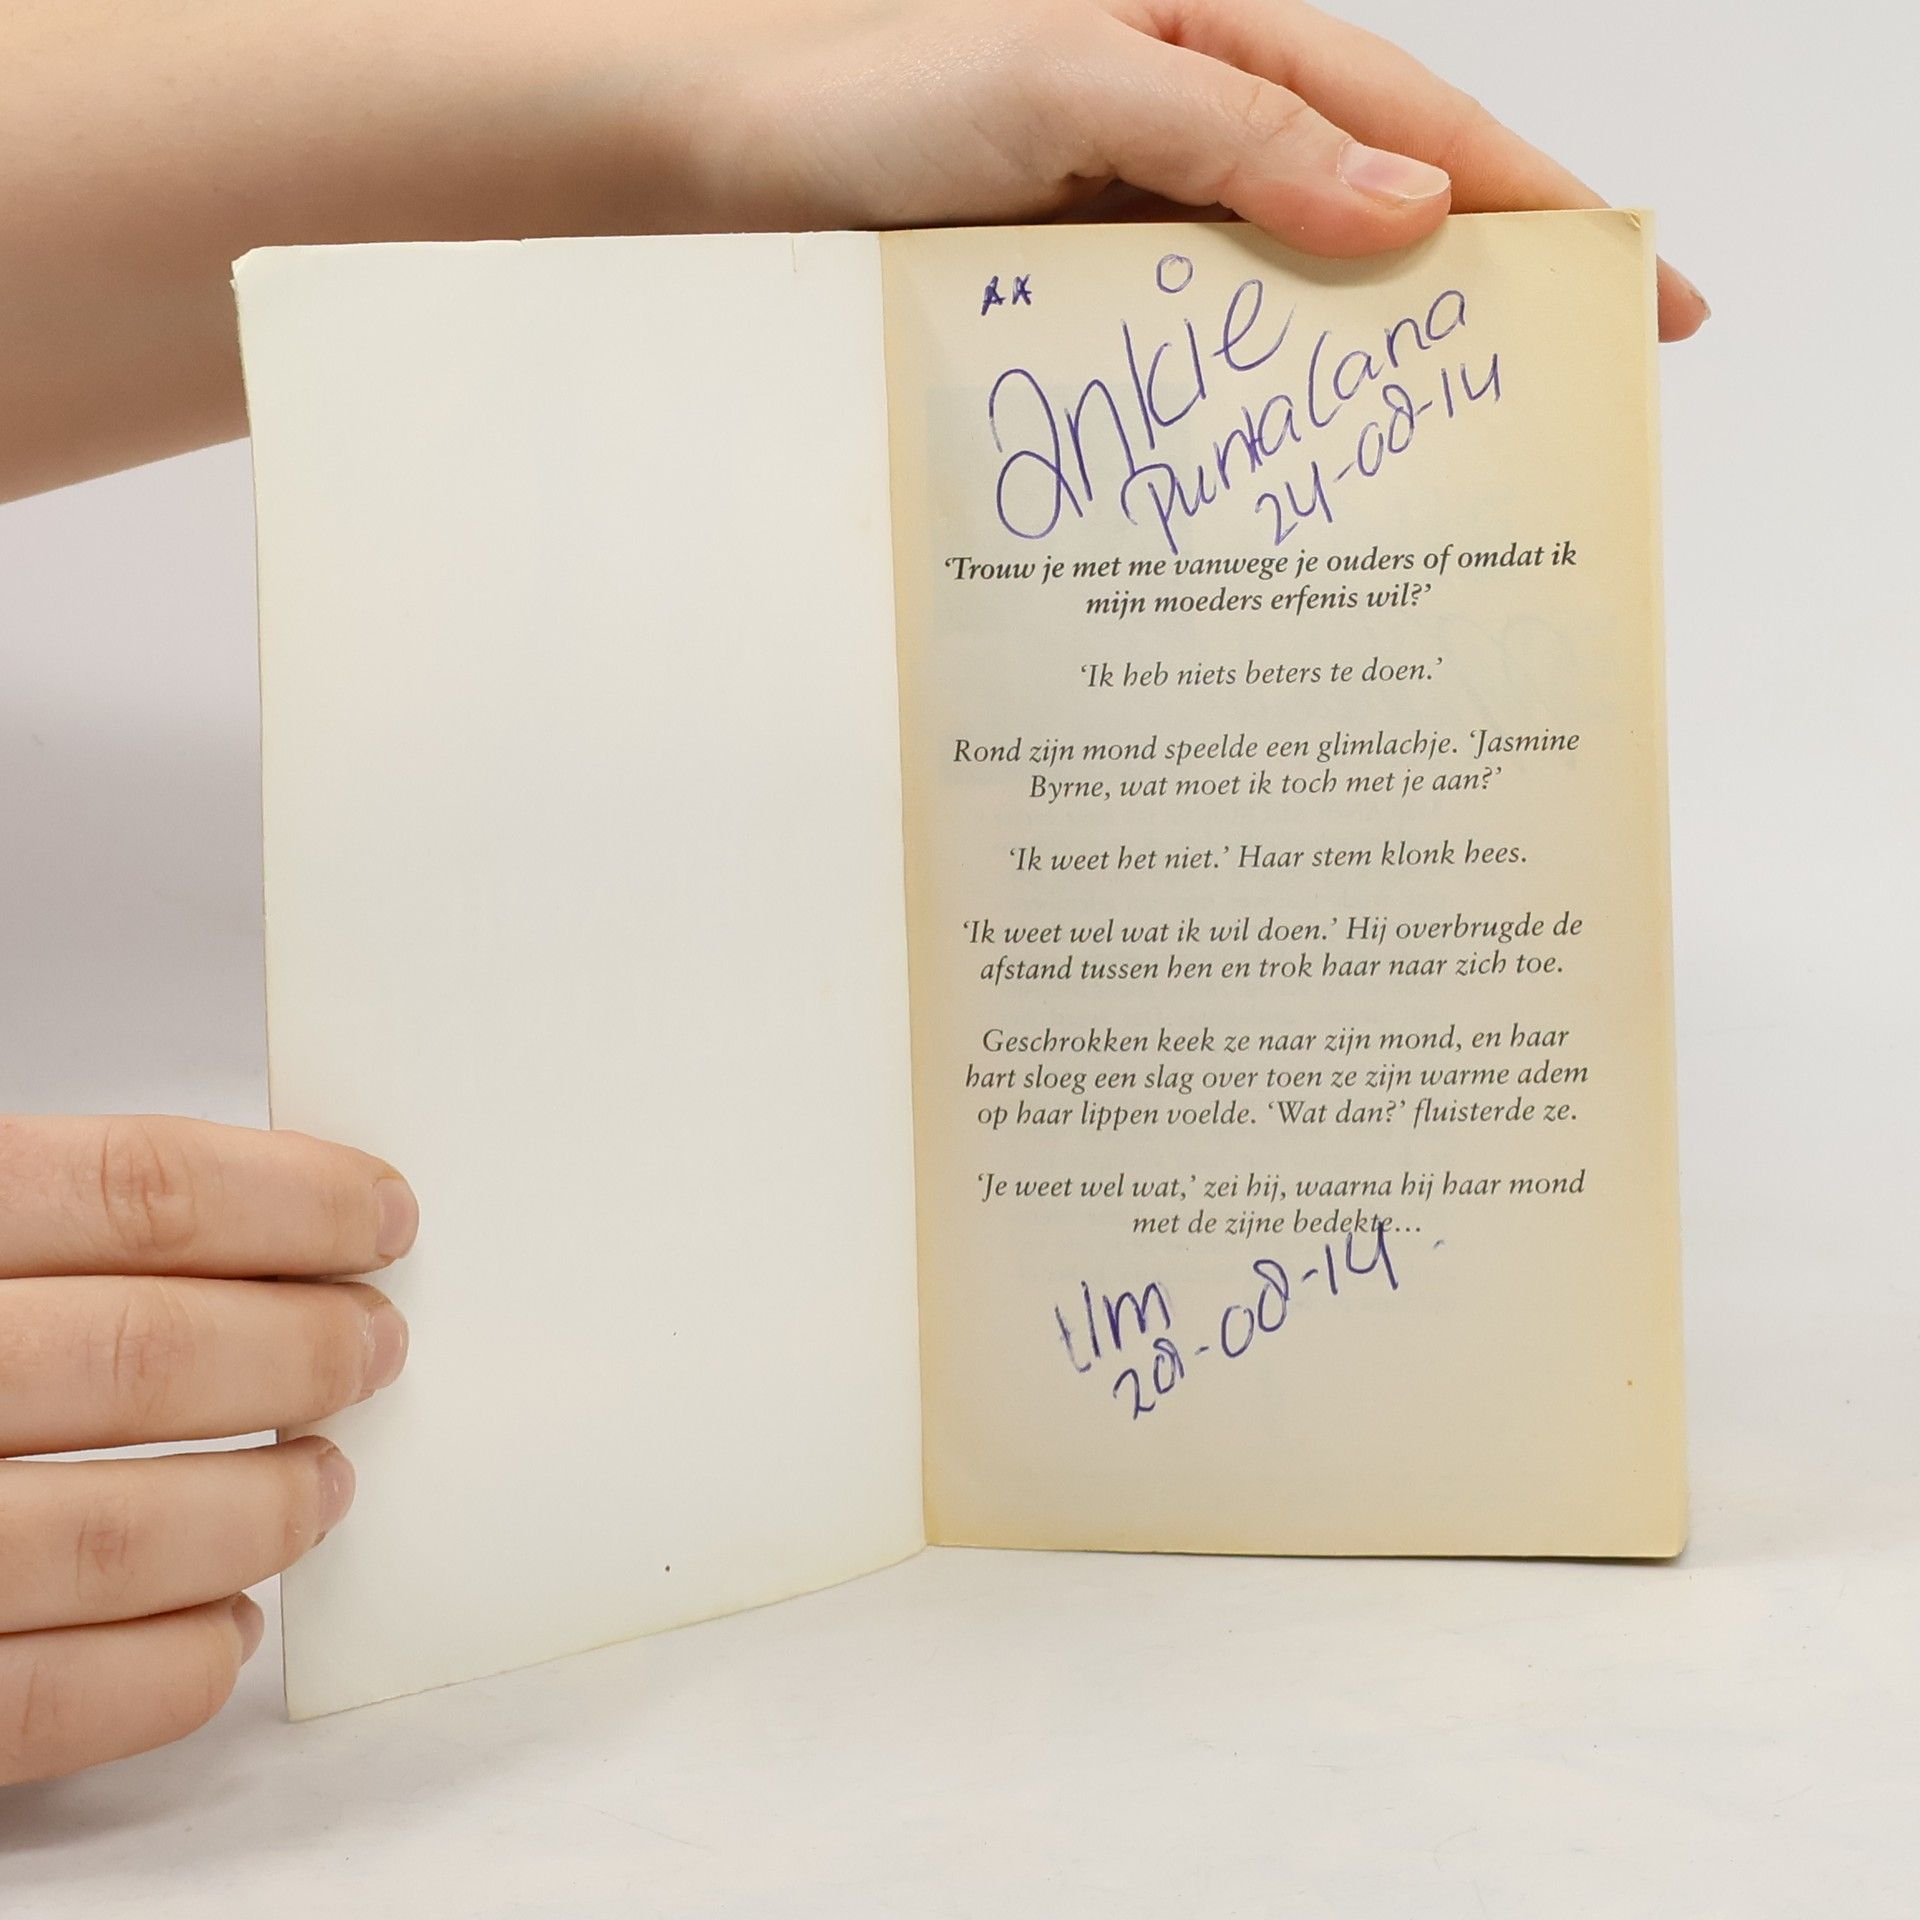 Ankie
Punta Cana
24-08-14
‘Trouw je met me vanwege je ouders of omdat ik
mijn moeders erfenis wil?’
‘Ik heb niets beters te doen.’
Rond zijn mond speelde een glimlachje. ‘Jasmine
Byrne, wat moet ik toch met je aan?’
‘Ik weet het niet.’ Haar stem klonk hees.
‘Ik weet wel wat ik wil doen.’ Hij overbrugde de
afstand tussen hen en trok haar naar zich toe.
Geschrokken keek ze naar zijn mond, en haar
hart sloeg een slag over toen ze zijn warme adem
op haar lippen voelde. ‘Wat dan?’ fluisterde ze.
‘Je weet wel wat,’ zei hij, waarna hij haar mond
met de zijne bedekte…
t/m
28-08-14